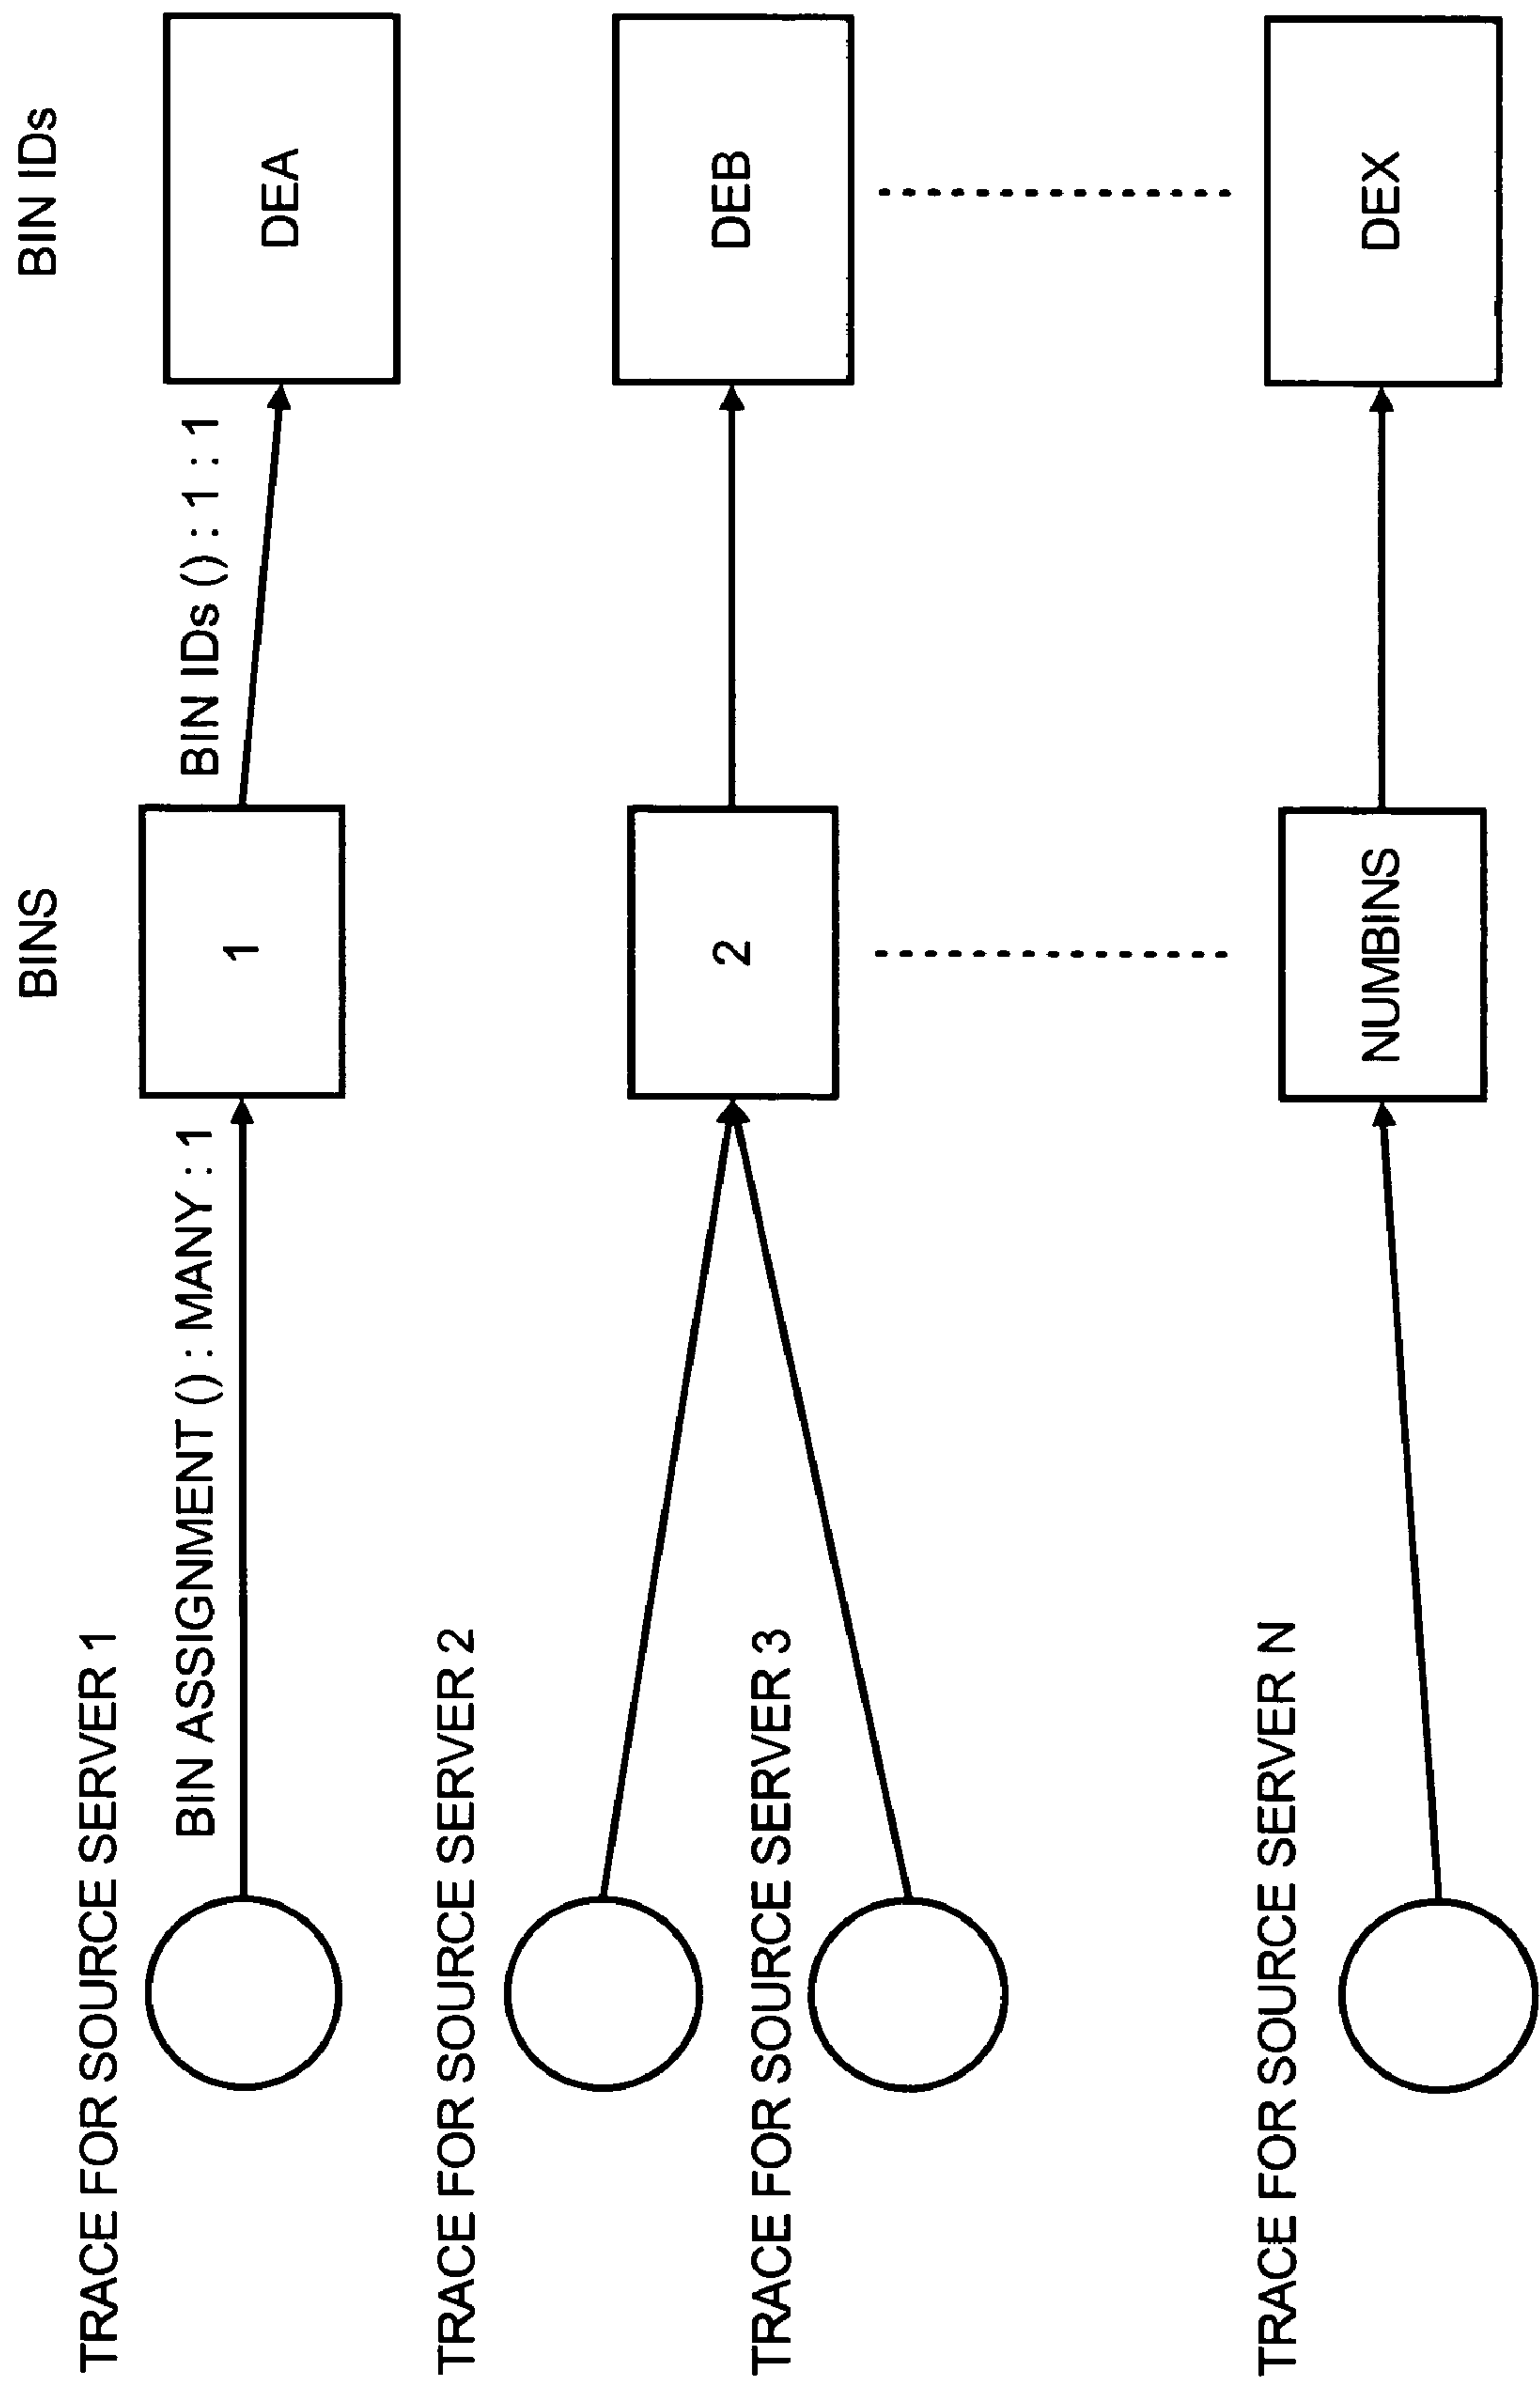 BINS
BIN IDs
TRACE FOR SOURCE SERVER 1
BIN ASSIGNMENT () : MANY : 1
1
BIN IDs () : 1 : 1
DEA
TRACE FOR SOURCE SERVER 2
2
DEB
TRACE FOR SOURCE SERVER 3
TRACE FOR SOURCE SERVER N
NUMBINS
DEX